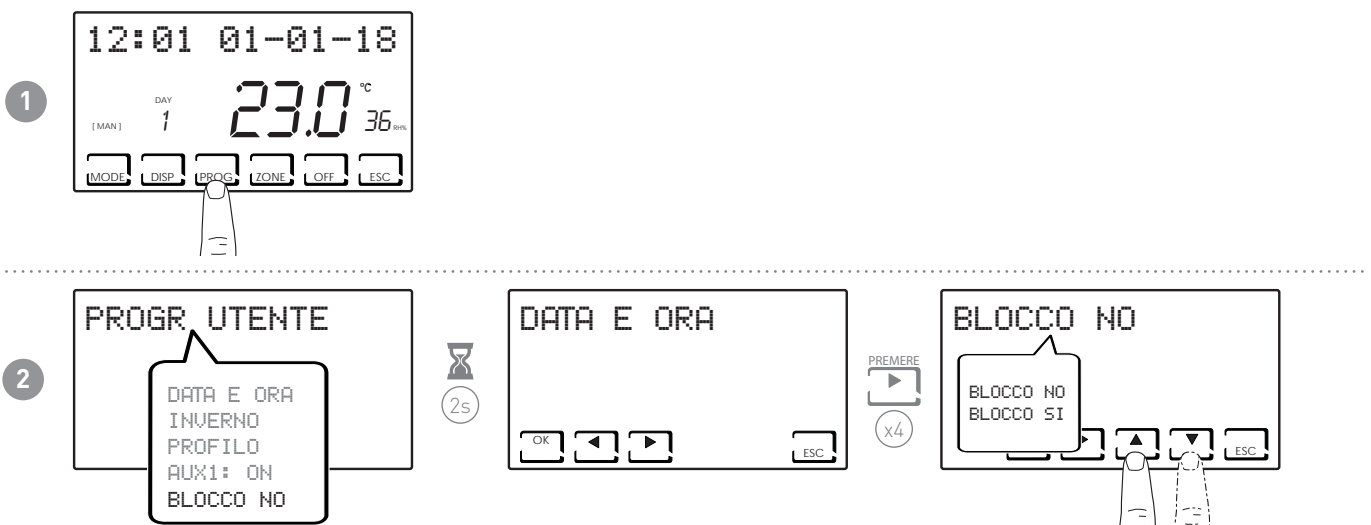 1
12:01 01-01-18
[ MAN ]
DAY
1
23.0 °C
36 RH%
MODE DISP PROG ZONE OFF ESC
2
PROGR UTENTE
DATA E ORA
INVERNO
PROFILO
AUX1: ON
BLOCCO NO
2s
DATA E ORA
OK
ESC
PREMERE
x4
BLOCCO NO
BLOCCO NO
BLOCCO SI
ESC